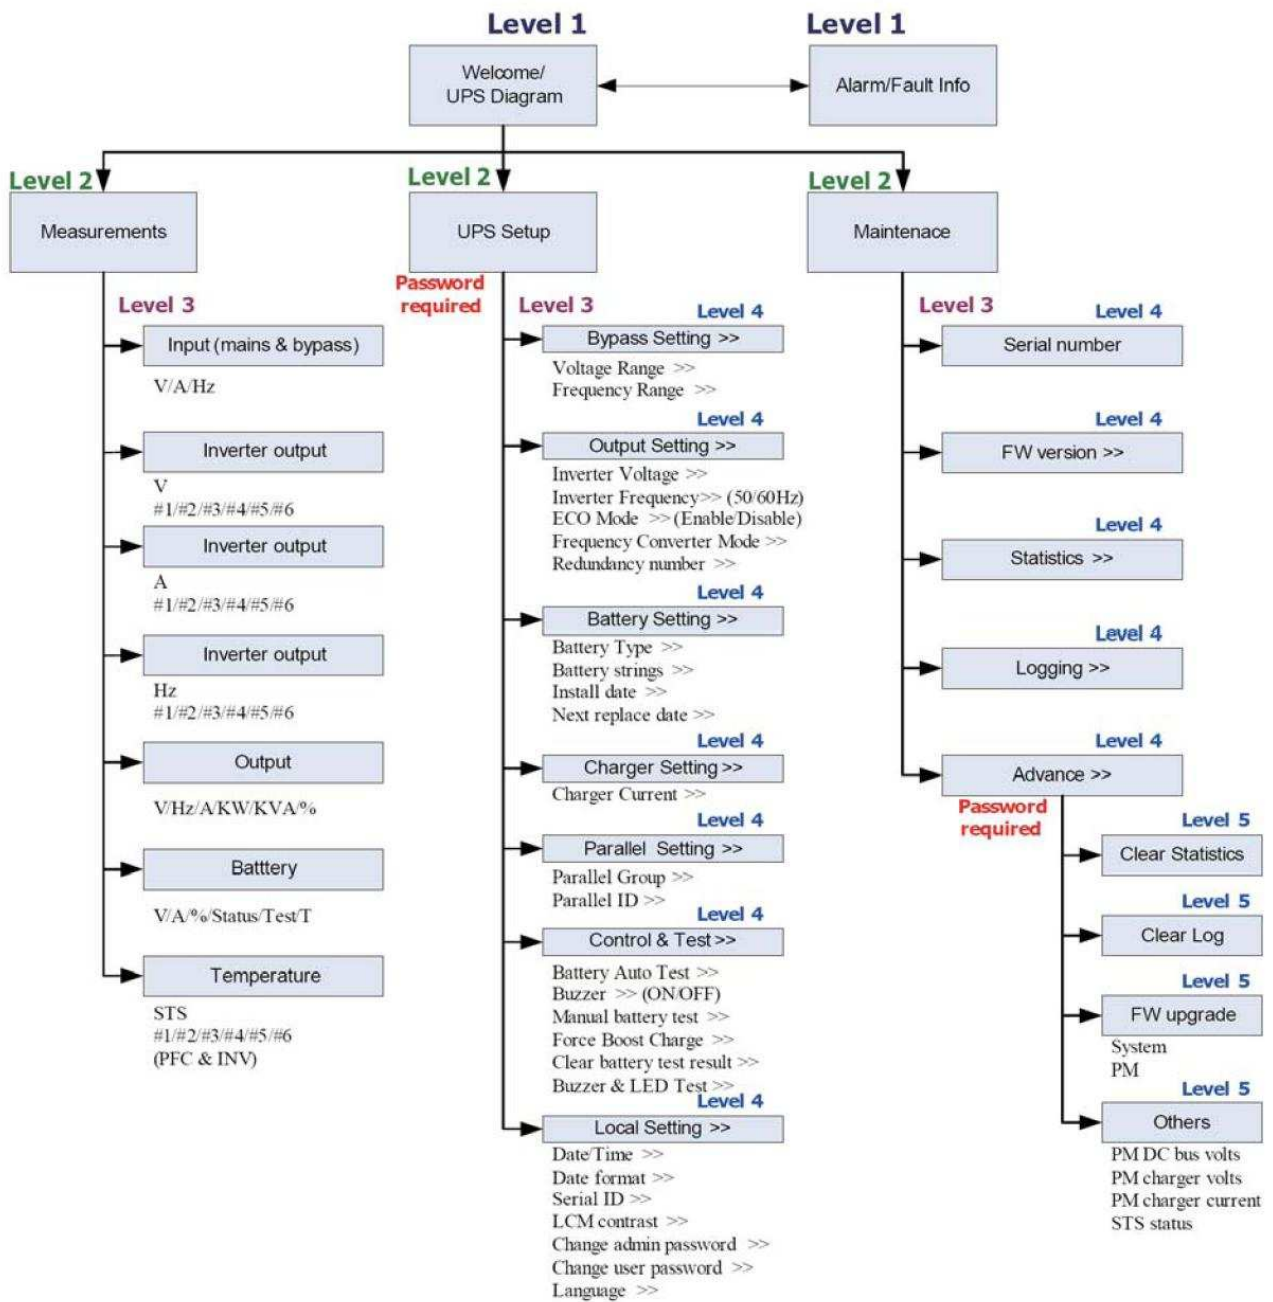 Level 1
Level 1
Welcome/
UPS Diagram
Alarm/Fault Info
Level 2
Measurements
Level 3
Input (mains & bypass)
V/A/Hz
Inverter output
V
#1/#2/#3/#4/#5/#6
Inverter output
A
#1/#2/#3/#4/#5/#6
Inverter output
Hz
#1/#2/#3/#4/#5/#6
Output
V/Hz/A/KW/KVA/%
Batttery
V/A/%/Status/Test/T
Temperature
STS
#1/#2/#3/#4/#5/#6
(PFC & INV)
Level 2
UPS Setup
Password
required
Level 3
Level 4
Bypass Setting >>
Voltage Range >>
Frequency Range >>
Level 4
Output Setting >>
Inverter Voltage >>
Inverter Frequency>> (50/60Hz)
ECO Mode >> (Enable/Disable)
Frequency Converter Mode >>
Redundancy number >>
Level 4
Battery Setting >>
Battery Type >>
Battery strings >>
Install date >>
Next replace date >>
Level 4
Charger Setting >>
Charger Current >>
Level 4
Parallel Setting >>
Parallel Group >>
Parallel ID >>
Level 4
Control & Test>>
Battery Auto Test >>
Buzzer >> (ON/OFF)
Manual battery test >>
Force Boost Charge >>
Clear battery test result >>
Buzzer & LED Test >>
Level 4
Local Setting >>
Date/Time >>
Date format >>
Serial ID >>
LCM contrast >>
Change admin password >>
Change user password >>
Language >>
Level 2
Maintenace
Level 3
Level 4
Serial number
Level 4
FW version >>
Level 4
Statistics >>
Level 4
Logging >>
Level 4
Advance >>
Password
required
Level 5
Clear Statistics
Level 5
Clear Log
Level 5
FW upgrade
System
PM
Level 5
Others
PM DC bus volts
PM charger volts
PM charger current
STS status